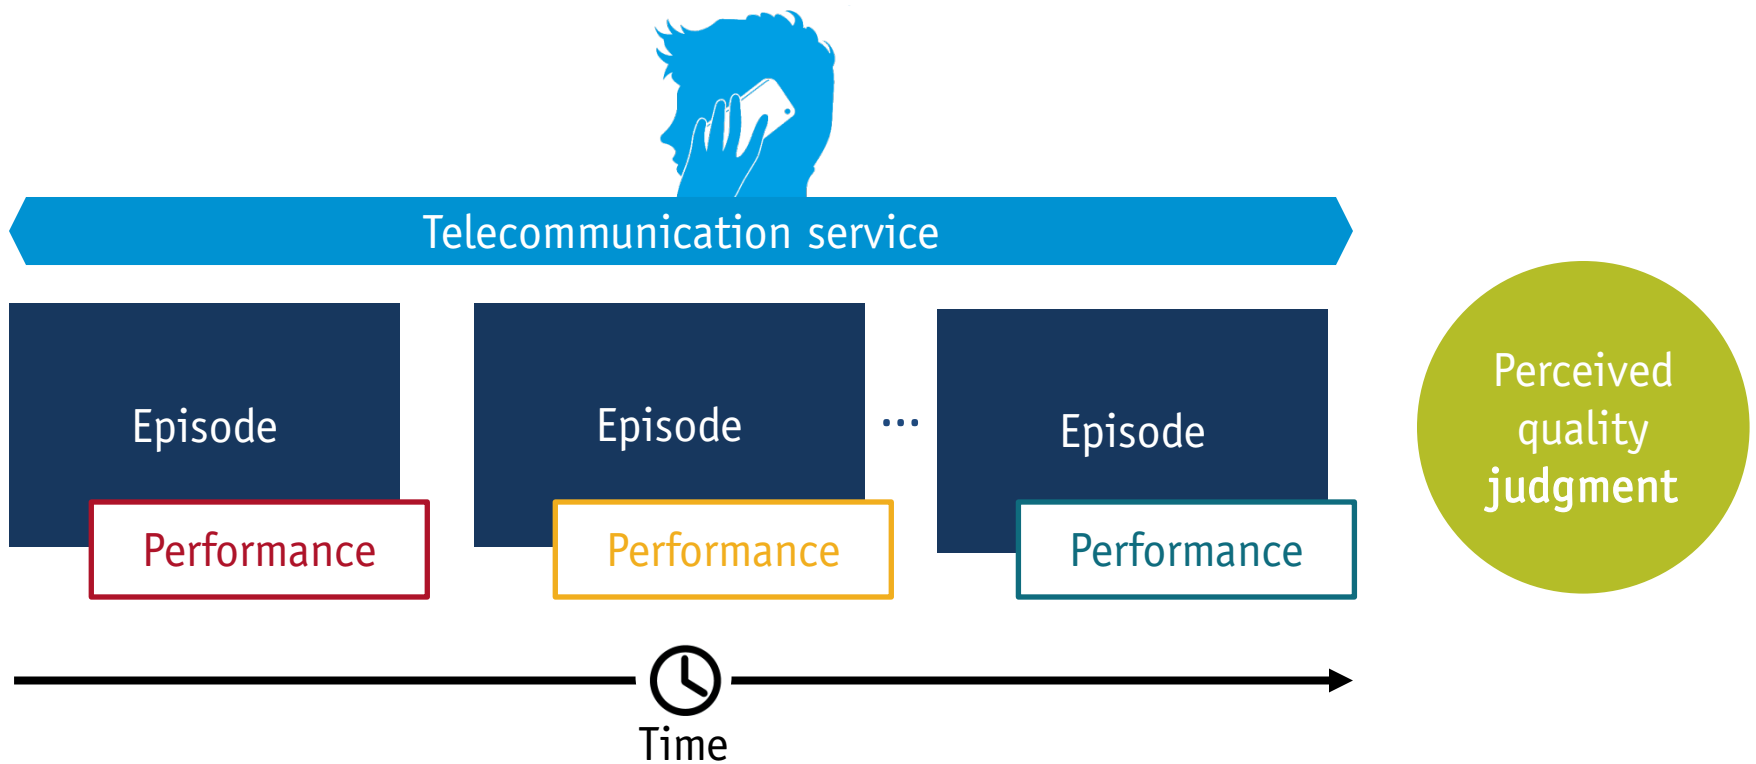 Telecommunication service
Episode
Episode
...
Episode
Performance
Performance
Performance
Perceived
quality
judgment
Time